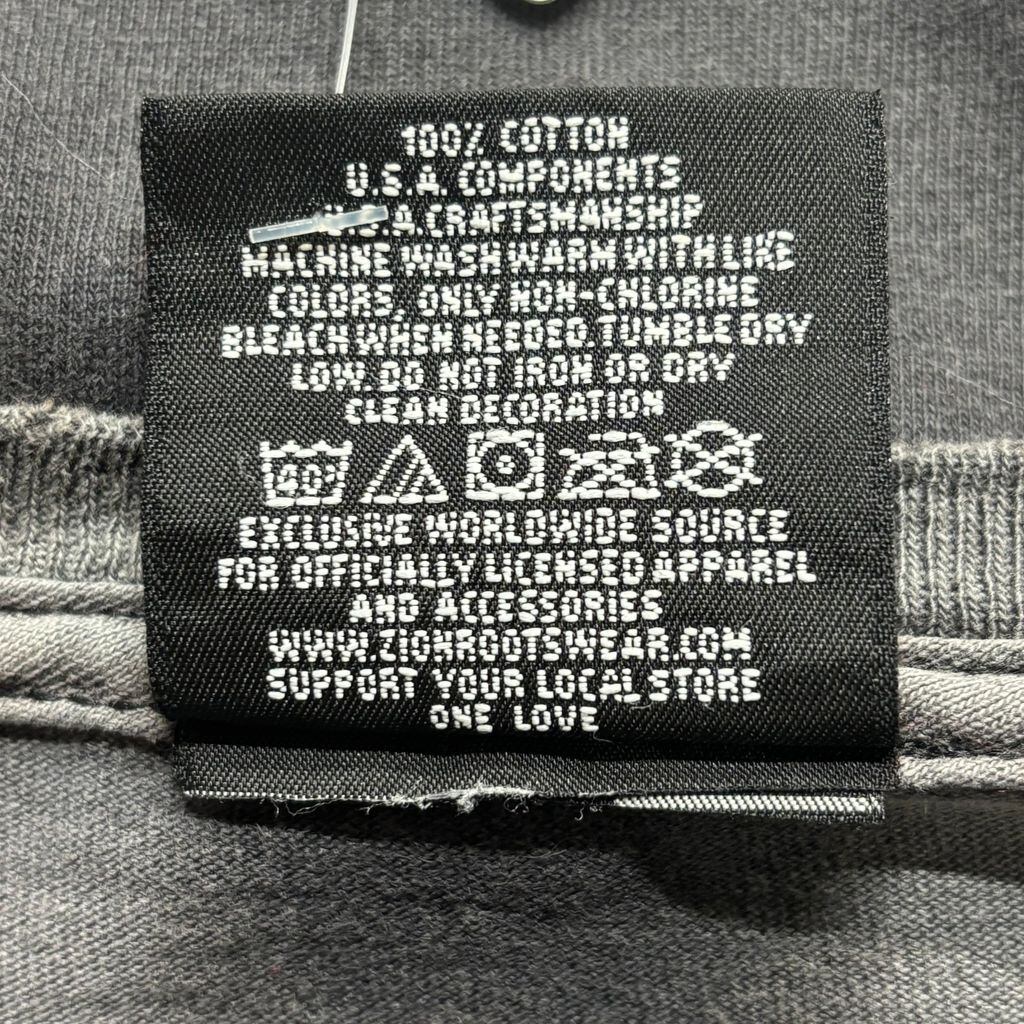 100% COTTON
U.S.A. COMPONENTS
U.S.A. CRAFTSMANSHIP
MACHINE WASH WARM WITH LIKE
COLORS. ONLY NON-CHLORINE
BLEACH WHEN NEEDED TUMBLE DRY
LOW. DO NOT IRON OR DRY
CLEAN DECORATION
40°
EXCLUSIVE WORLDWIDE SOURCE
FOR OFFICIALLY LICENSED APPAREL
AND ACCESSORIES
WWW.ZIONROOTSWEAR.COM
SUPPORT YOUR LOCAL STORE
ONE LOVE